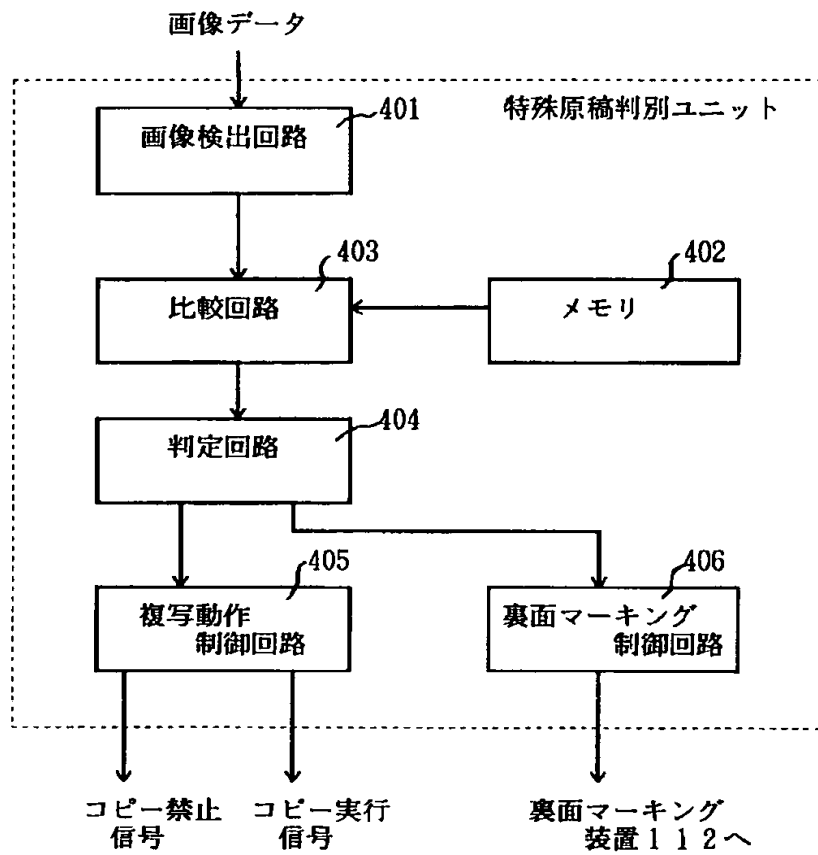 画像データ
401
特殊原稿判別ユニット
画像検出回路
403
402
比較回路
メモリ
404
判定回路
405
406
複写動作
制御回路
裏面マーキング
制御回路
コピー禁止
信号
コピー実行
信号
裏面マーキング
装置112へ